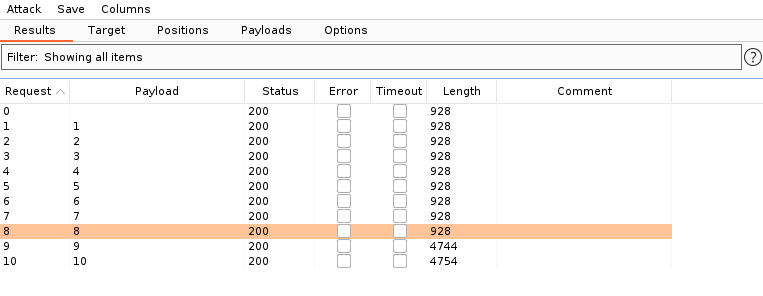 Attack Save Columns
Results Target Positions Payloads Options
Filter: Showing all items ?
Request Payload Status Error Timeout Length Comment
0 200 928
1 1 200 928
2 2 200 928
3 3 200 928
4 4 200 928
5 5 200 928
6 6 200 928
7 7 200 928
8 8 200 928
9 9 200 4744
10 10 200 4754